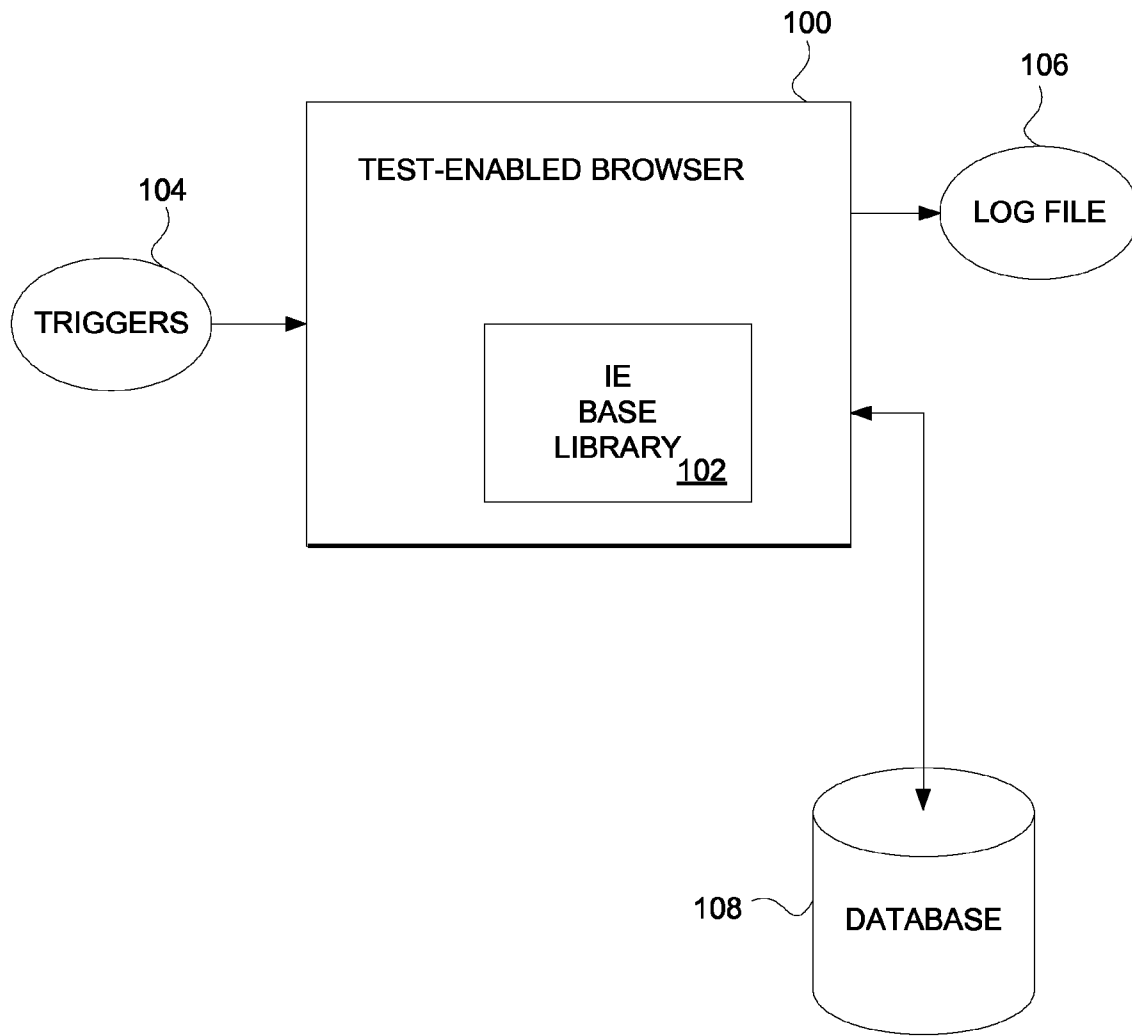 100
106
TEST-ENABLED BROWSER
104
LOG FILE
TRIGGERS
IE
BASE
LIBRARY 102
108
DATABASE